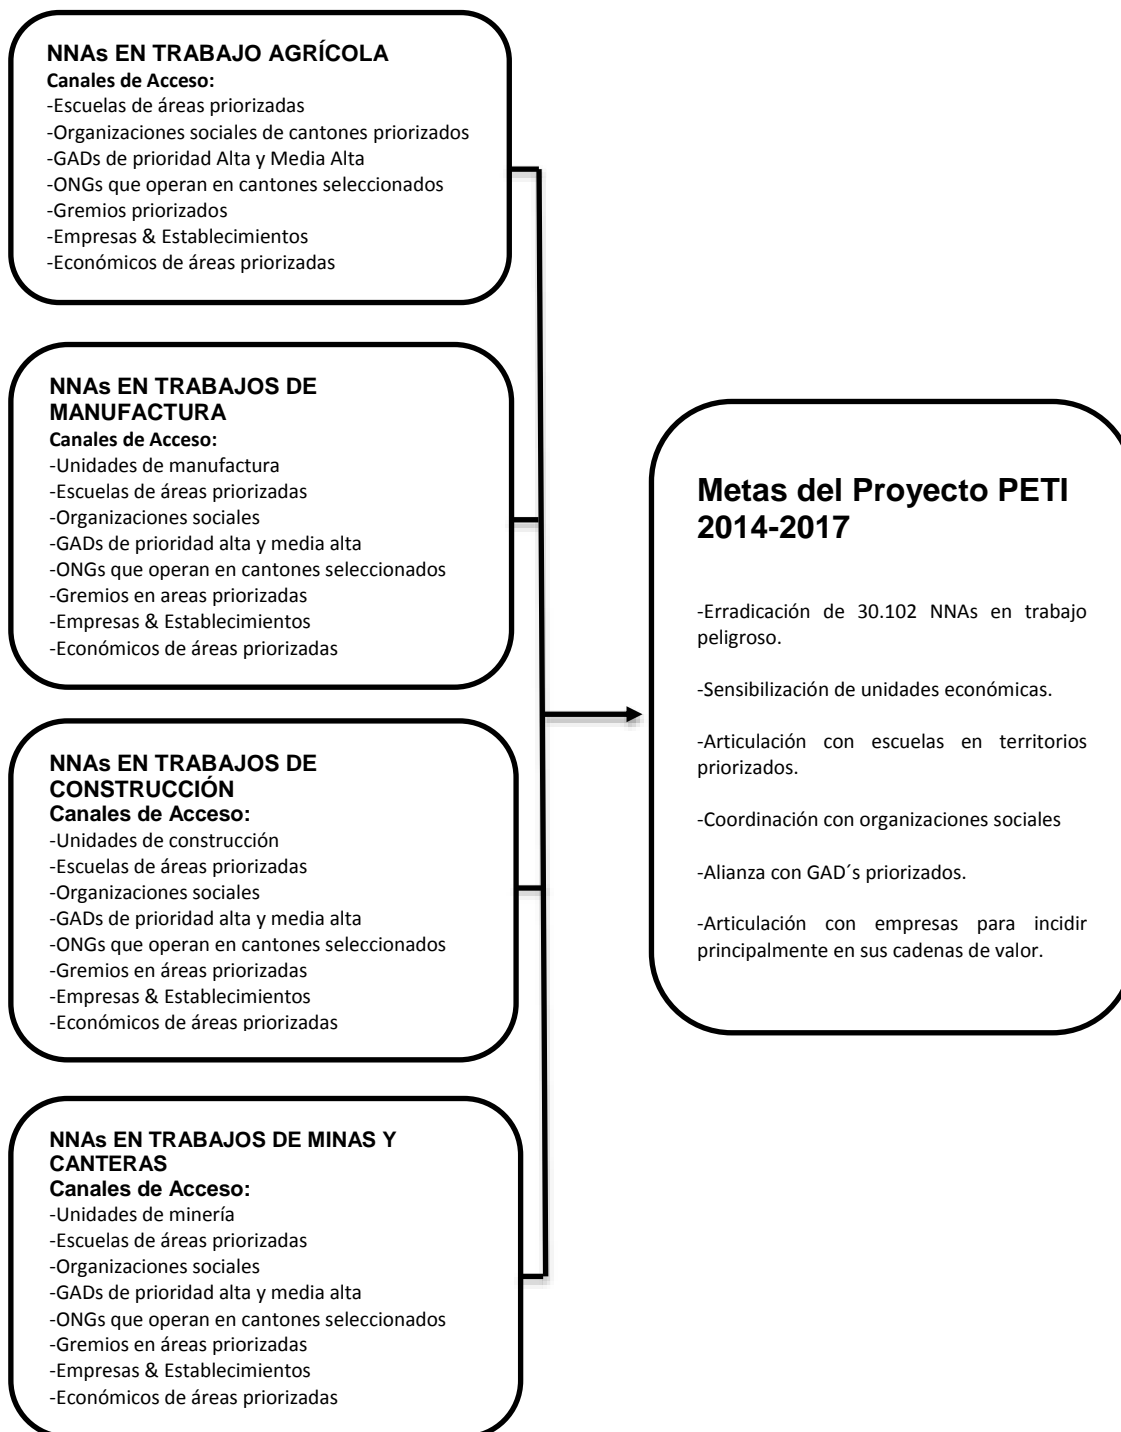 NNAs EN TRABAJO AGRÍCOLA
Canales de Acceso:
-Escuelas de áreas priorizadas
-Organizaciones sociales de cantones priorizados
-GADs de prioridad Alta y Media Alta
-ONGs que operan en cantones seleccionados
-Gremios priorizados
-Empresas & Establecimientos
-Económicos de áreas priorizadas
NNAs EN TRABAJOS DE
MANUFACTURA
Canales de Acceso:
-Unidades de manufactura
-Escuelas de áreas priorizadas
-Organizaciones sociales
-GADs de prioridad alta y media alta
-ONGs que operan en cantones seleccionados
-Gremios en areas priorizadas
-Empresas & Establecimientos
-Económicos de áreas priorizadas
NNAs EN TRABAJOS DE
CONSTRUCCIÓN
Canales de Acceso:
-Unidades de construcción
-Escuelas de áreas priorizadas
-Organizaciones sociales
-GADs de prioridad alta y media alta
-ONGs que operan en cantones seleccionados
-Gremios en áreas priorizadas
-Empresas & Establecimientos
-Económicos de áreas priorizadas
NNAs EN TRABAJOS DE MINAS Y
CANTERAS
Canales de Acceso:
-Unidades de minería
-Escuelas de áreas priorizadas
-Organizaciones sociales
-GADs de prioridad alta y media alta
-ONGs que operan en cantones seleccionados
-Gremios en áreas priorizadas
-Empresas & Establecimientos
-Económicos de áreas priorizadas
Metas del Proyecto PETI
2014-2017
-Erradicación de 30.102 NNAs en trabajo
peligroso.
-Sensibilización de unidades económicas.
-Articulación con escuelas en territorios
priorizados.
-Coordinación con organizaciones sociales
-Alianza con GAD´s priorizados.
-Articulación con empresas para incidir
principalmente en sus cadenas de valor.